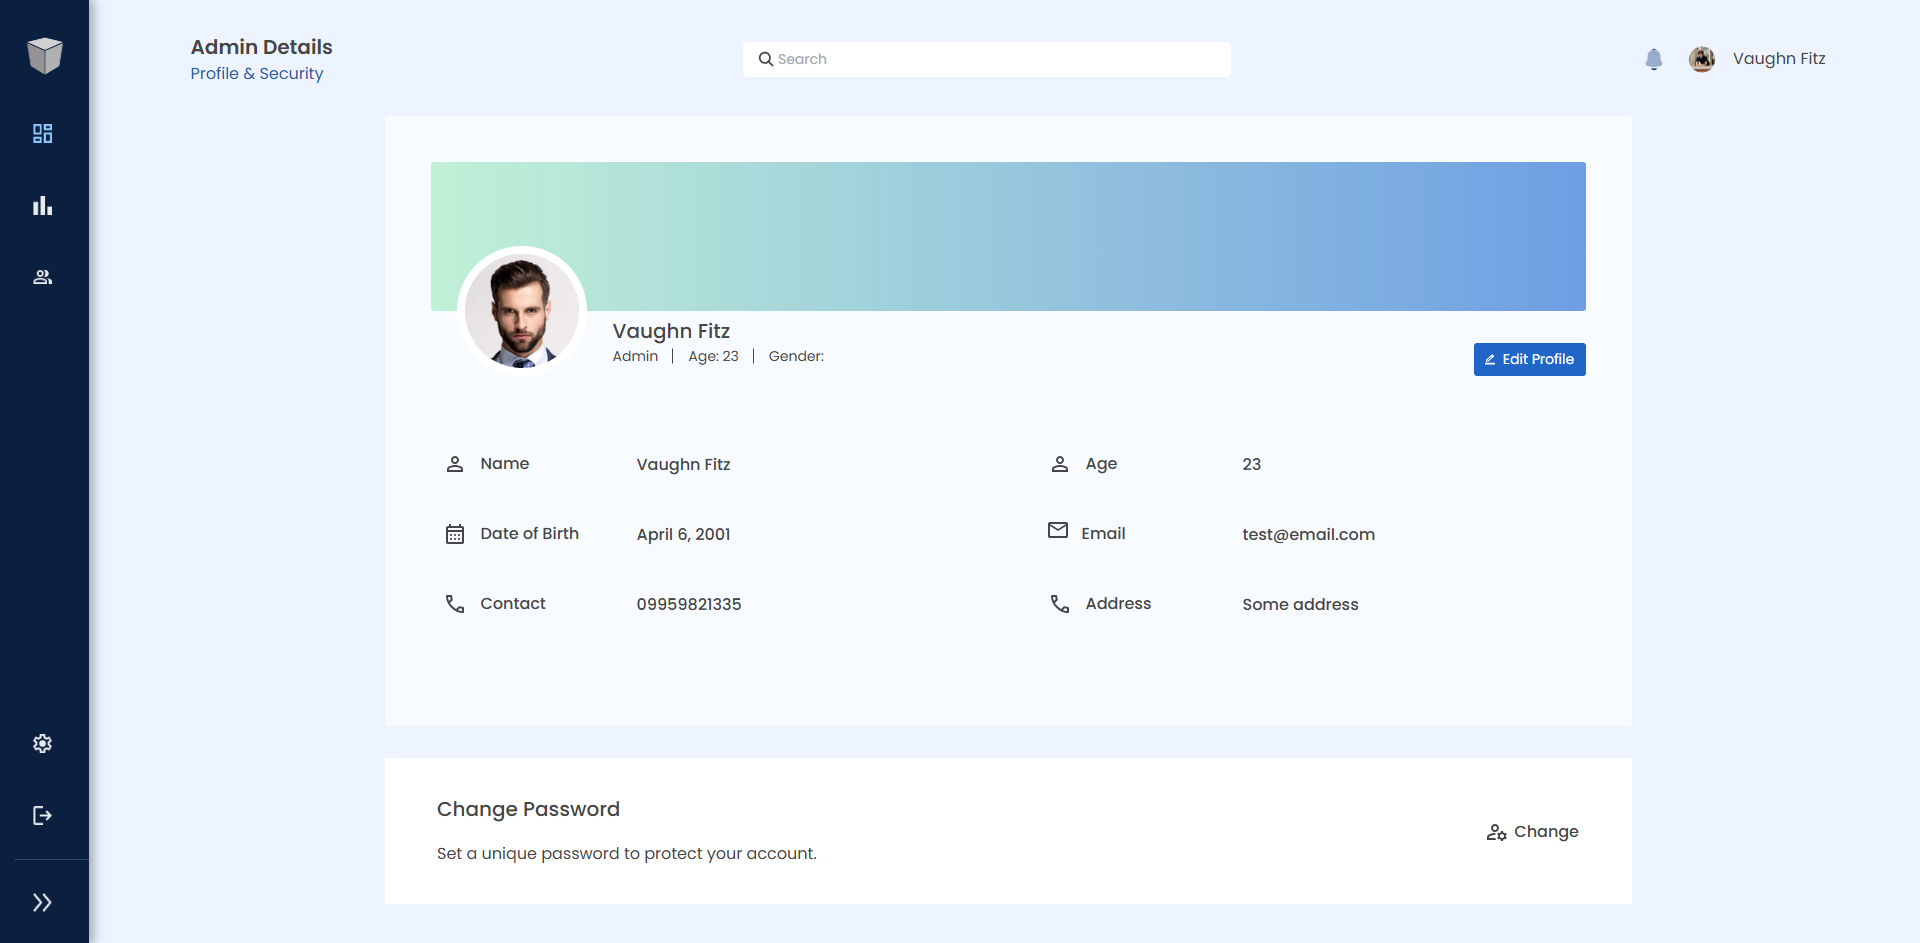 Admin Details
Profile & Security
Search
Vaughn Fitz
Vaughn Fitz
Admin | Age: 23 | Gender:
Edit Profile
Name Vaughn Fitz Age 23
Date of Birth April 6, 2001 Email test@email.com
Contact 09959821335 Address Some address
Change Password
Set a unique password to protect your account.
Change